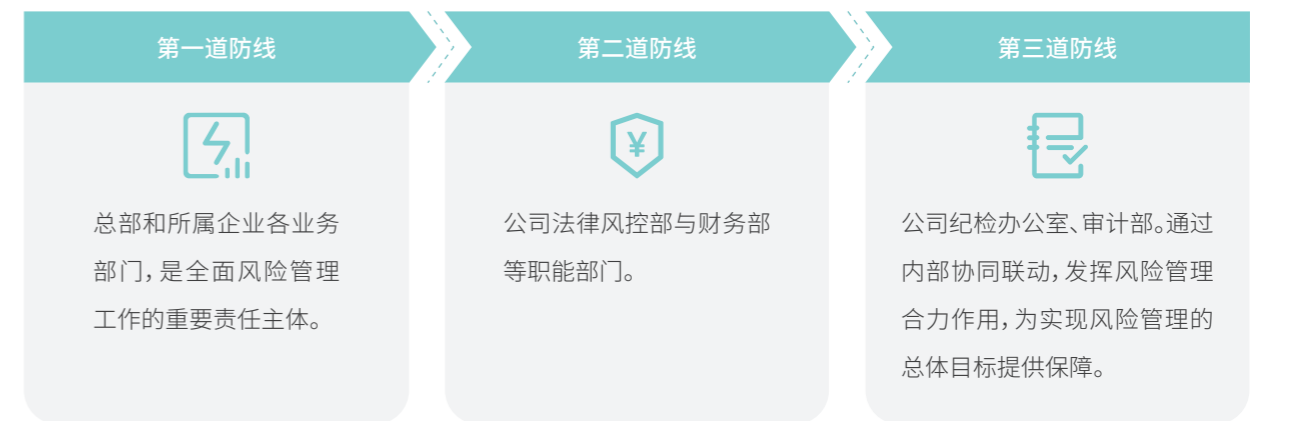 第一道防线
总部和所属企业各业务
部门，是全面风险管理
工作的重要责任主体。
第二道防线
¥
公司法律风控部与财务部
等职能部门。
第三道防线
公司纪检办公室、审计部。通过
内部协同联动，发挥风险管理
合力作用，为实现风险管理的
总体目标提供保障。